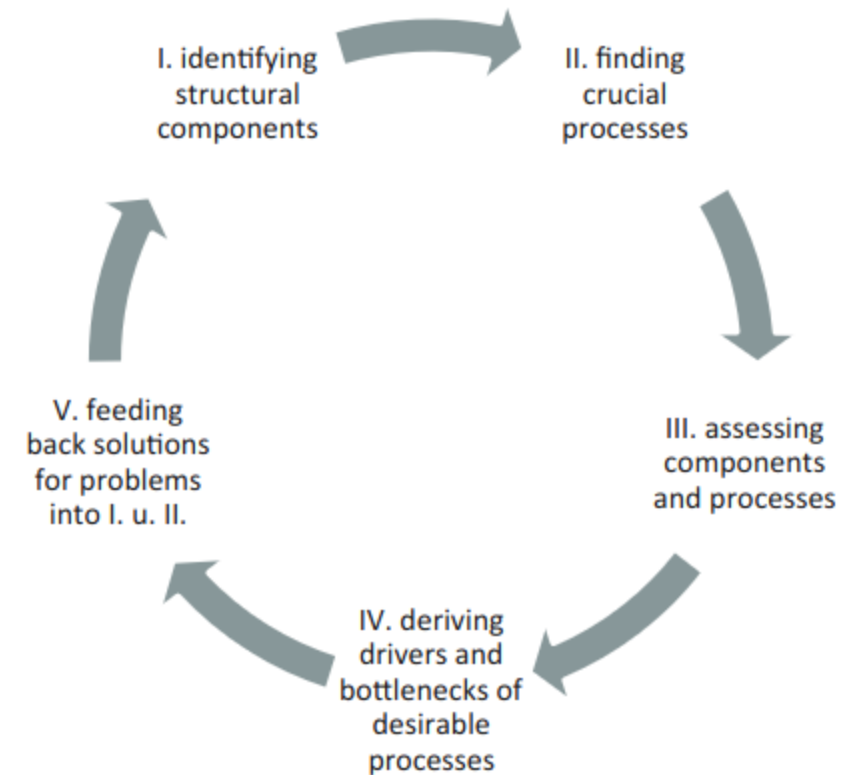 I. identifying
structural
components
II. finding
crucial
processes
III. assessing
components
and processes
IV. deriving
drivers and
bottlenecks of
desirable
processes
V. feeding
back solutions
for problems
into I. u. II.